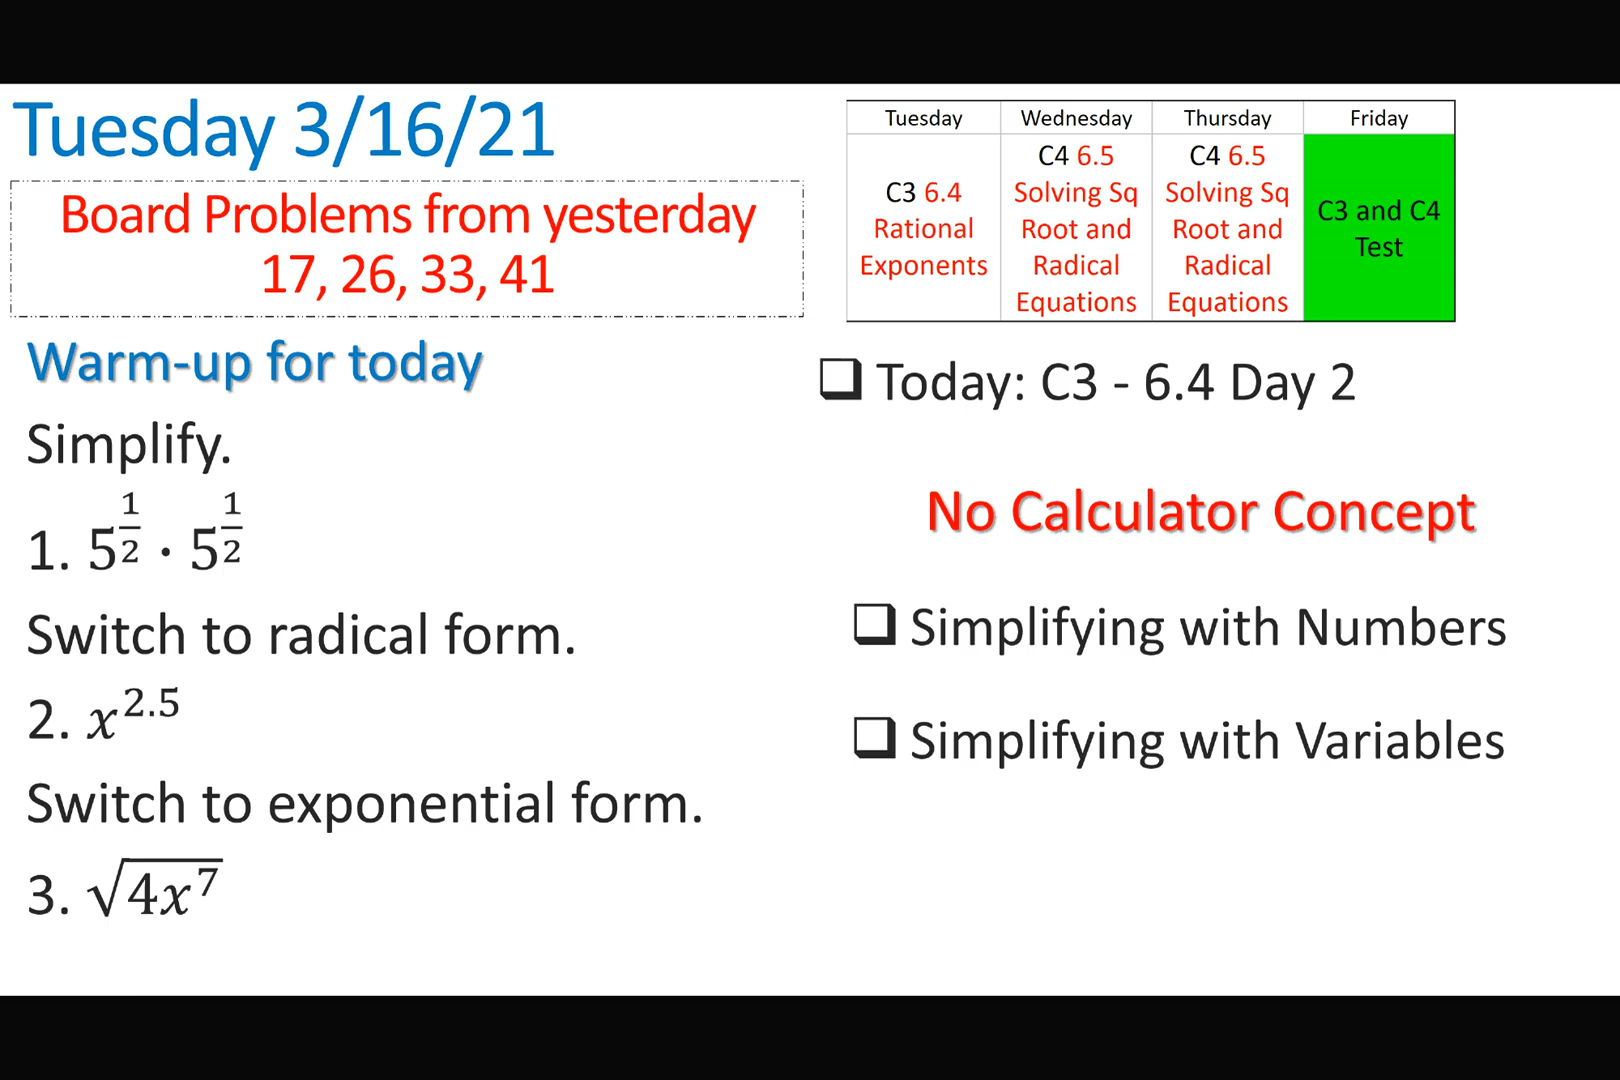 Tuesday 3/16/21
Board Problems from yesterday
17, 26, 33, 41
Warm-up for today
Simplify.
1. 5^{1/2} · 5^{1/2}
Switch to radical form.
2. x^{2.5}
Switch to exponential form.
3. √(4x^7)
Tuesday Wednesday Thursday Friday
C3 6.4
Rational
Exponents
C4 6.5
Solving Sq
Root and
Radical
Equations
C4 6.5
Solving Sq
Root and
Radical
Equations
C3 and C4
Test
❑ Today: C3 - 6.4 Day 2
No Calculator Concept
❑ Simplifying with Numbers
❑ Simplifying with Variables